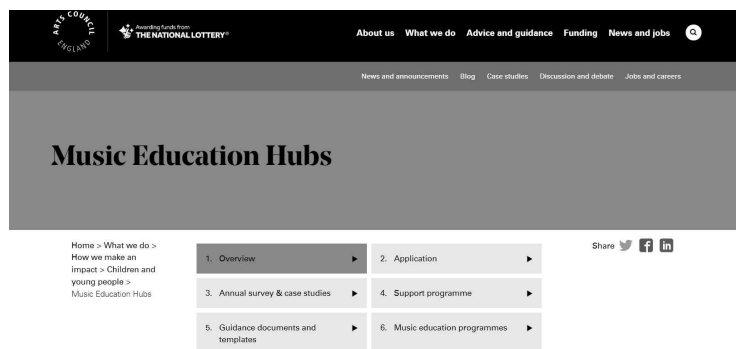 ARTS COUNCIL
ENGLAND
Awarding funds from
THE NATIONAL LOTTERY®
About us What we do Advice and guidance Funding News and jobs
News and announcements Blog Case studies Discussion and debate Jobs and careers
Music Education Hubs
Home > What we do >
How we make an
impact > Children and
young people >
Music Education Hubs
1. Overview
2. Application
3. Annual survey & case studies
4. Support programme
5. Guidance documents and
templates
6. Music education programmes
Share